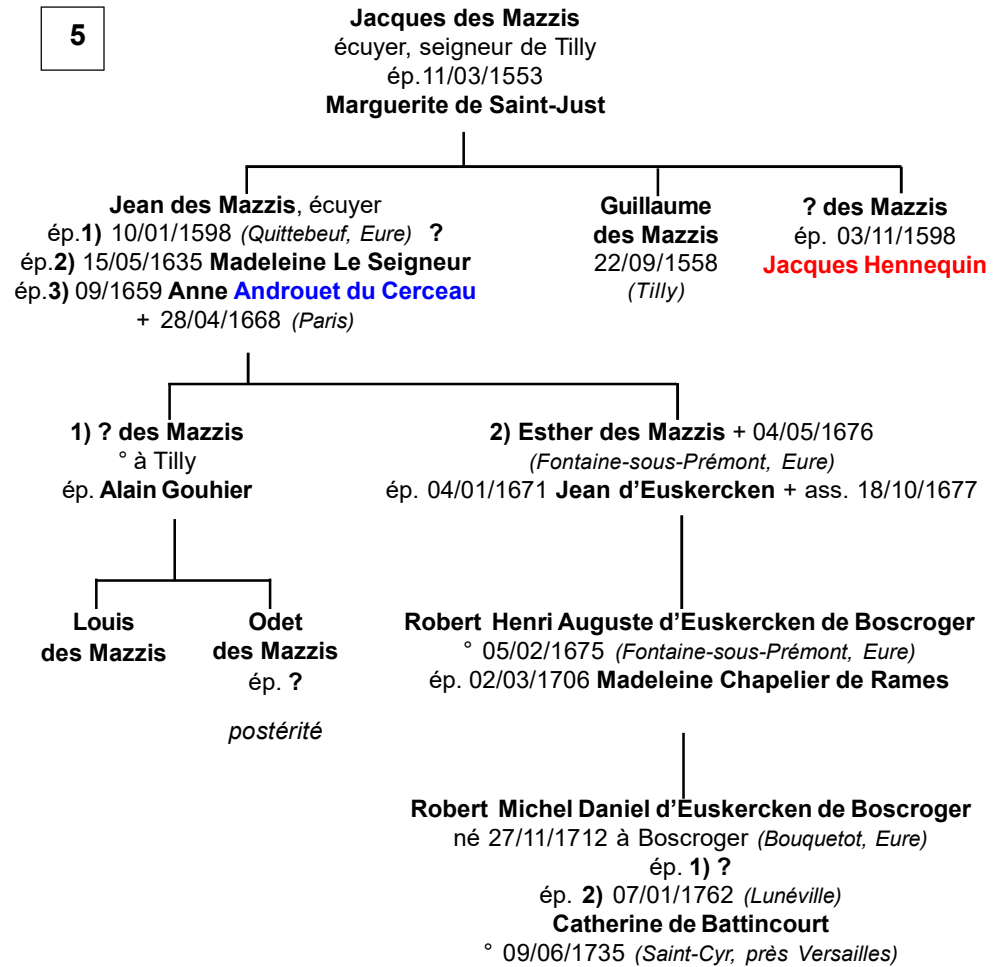 5
Jacques des Mazzis
écuyer, seigneur de Tilly
ép.11/03/1553
Marguerite de Saint-Just
Jean des Mazzis, écuyer
ép.1) 10/01/1598 (Quittebeuf, Eure) ?
ép.2) 15/05/1635 Madeleine Le Seigneur
ép.3) 09/1659 Anne Androuet du Cerceau
+ 28/04/1668 (Paris)
Guillaume
des Mazzis
22/09/1558
(Tilly)
? des Mazzis
ép. 03/11/1598
Jacques Hennequin
1) ? des Mazzis
° à Tilly
ép. Alain Gouhier
2) Esther des Mazzis + 04/05/1676
(Fontaine-sous-Prémont, Eure)
ép. 04/01/1671 Jean d’Euskercken + ass. 18/10/1677
Louis
des Mazzis
Odet
des Mazzis
ép. ?
postérité
Robert Henri Auguste d’Euskercken de Boscroger
° 05/02/1675 (Fontaine-sous-Prémont, Eure)
ép. 02/03/1706 Madeleine Chapelier de Rames
Robert Michel Daniel d’Euskercken de Boscroger
né 27/11/1712 à Boscroger (Bouquetot, Eure)
ép. 1) ?
ép. 2) 07/01/1762 (Lunéville)
Catherine de Battincourt
° 09/06/1735 (Saint-Cyr, près Versailles)